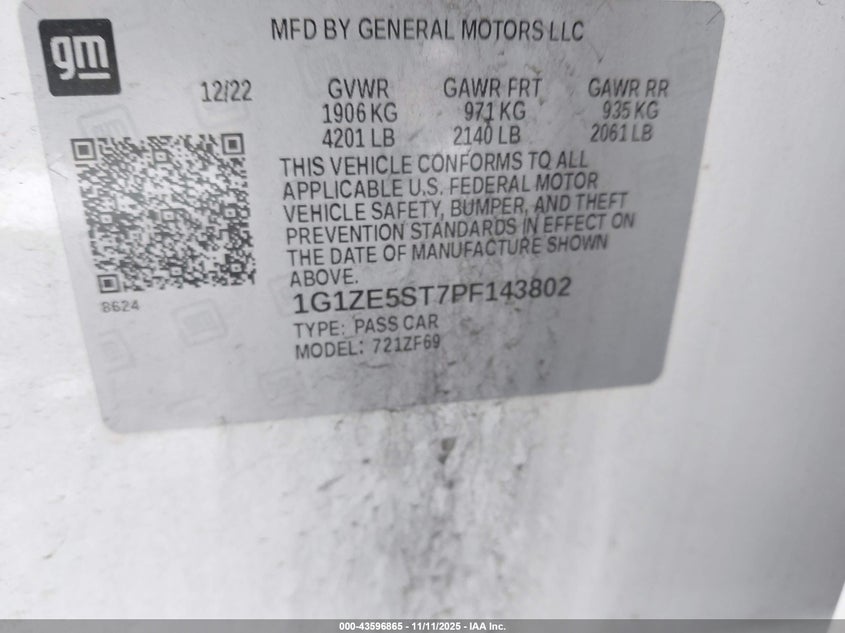 gm
MFD BY GENERAL MOTORS LLC
12/22 GVWR GAWR FRT GAWR RR
1906 KG 971 KG 935 KG
4201 LB 2140 LB 2061 LB
THIS VEHICLE CONFORMS TO ALL
APPLICABLE U.S. FEDERAL MOTOR
VEHICLE SAFETY, BUMPER, AND THEFT
PREVENTION STANDARDS IN EFFECT ON
THE DATE OF MANUFACTURE SHOWN
ABOVE.
8624
1G1ZE5ST7PF143802
TYPE: PASS CAR
MODEL: 721ZF69
000-43596865 - 11/11/2025 - IAA Inc.